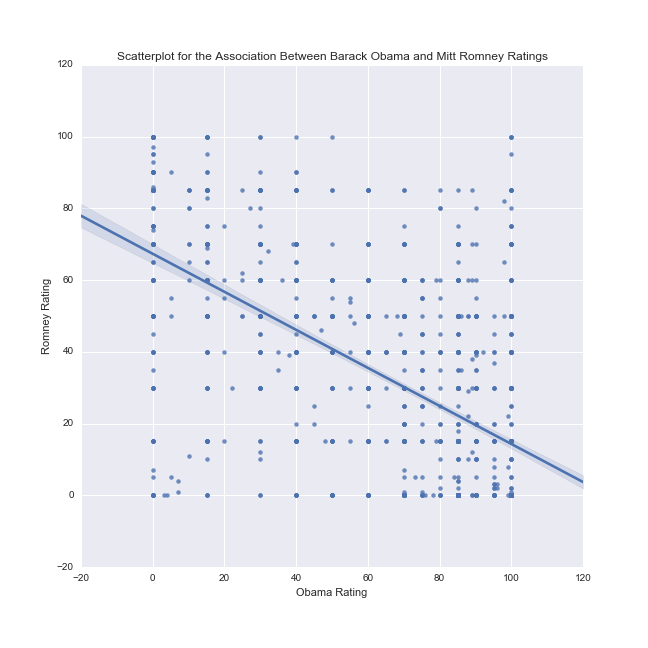 Scatterplot for the Association Between Barack Obama and Mitt Romney Ratings
120
100
80
60
40
20
0
−20
Romney Rating
−20 0 20 40 60 80 100 120
Obama Rating